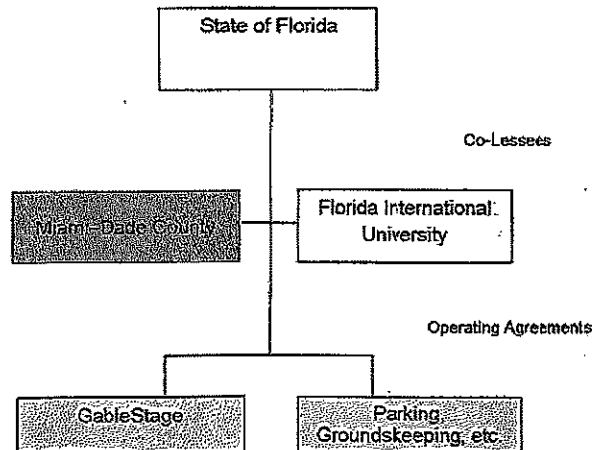 State of Florida
Co-Lessees
Miami-Dade County
Florida International
University
Operating Agreements
GableStage
Parking
Groundskeeping, etc